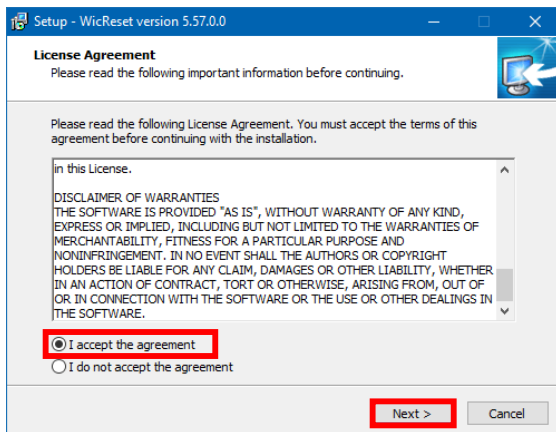 Setup - WicReset version 5.57.0.0
License Agreement
Please read the following important information before continuing.
Please read the following License Agreement. You must accept the terms of this
agreement before continuing with the installation.
in this License.
DISCLAIMER OF WARRANTIES
THE SOFTWARE IS PROVIDED "AS IS", WITHOUT WARRANTY OF ANY KIND,
EXPRESS OR IMPLIED, INCLUDING BUT NOT LIMITED TO THE WARRANTIES OF
MERCHANTABILITY, FITNESS FOR A PARTICULAR PURPOSE AND
NONINFRINGEMENT. IN NO EVENT SHALL THE AUTHORS OR COPYRIGHT
HOLDERS BE LIABLE FOR ANY CLAIM, DAMAGES OR OTHER LIABILITY, WHETHER
IN AN ACTION OF CONTRACT, TORT OR OTHERWISE, ARISING FROM, OUT OF
OR IN CONNECTION WITH THE SOFTWARE OR THE USE OR OTHER DEALINGS IN
THE SOFTWARE.
I accept the agreement
I do not accept the agreement
Next >
Cancel